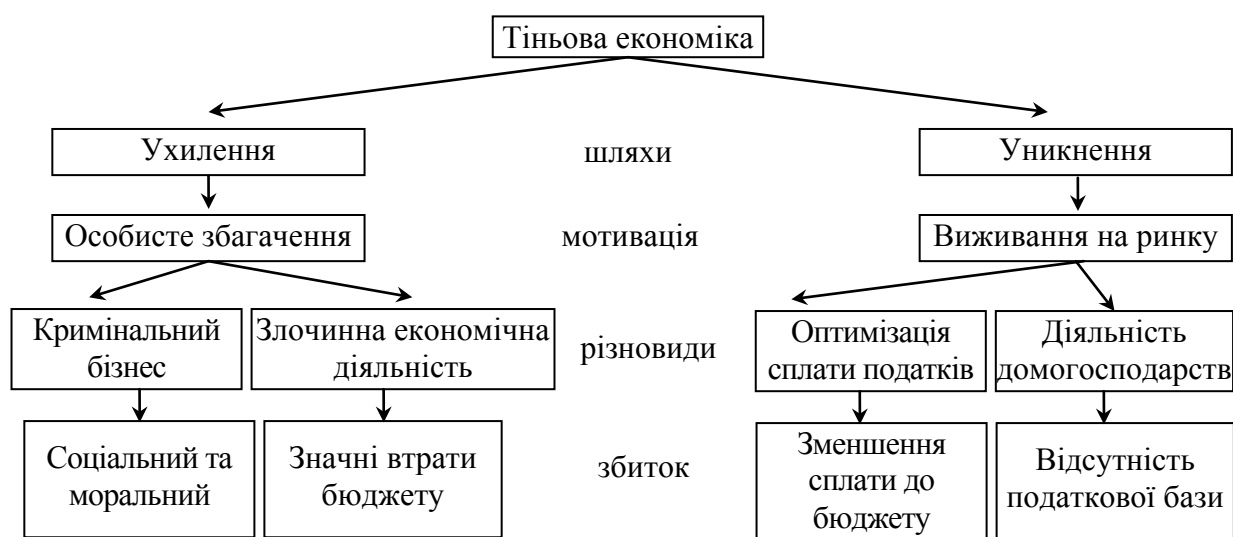 Тіньова економіка
Ухилення
шляхи
Уникнення
Особисте збагачення
мотивація
Виживання на ринку
Кримінальний
бізнес
Злочинна економічна
діяльність
різновиди
Оптимізація
сплати податків
Діяльність
домогосподарств
Соціальний та
моральний
Значні втрати
бюджету
збиток
Зменшення
сплати до
бюджету
Відсутність
податкової бази